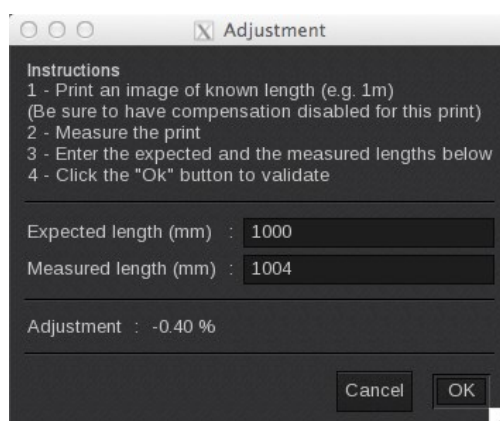 Adjustment
Instructions
1 - Print an image of known length (e.g. 1m)
(Be sure to have compensation disabled for this print)
2 - Measure the print
3 - Enter the expected and the measured lengths below
4 - Click the "Ok" button to validate
Expected length (mm) : 1000
Measured length (mm) : 1004
Adjustment : -0.40 %
Cancel OK